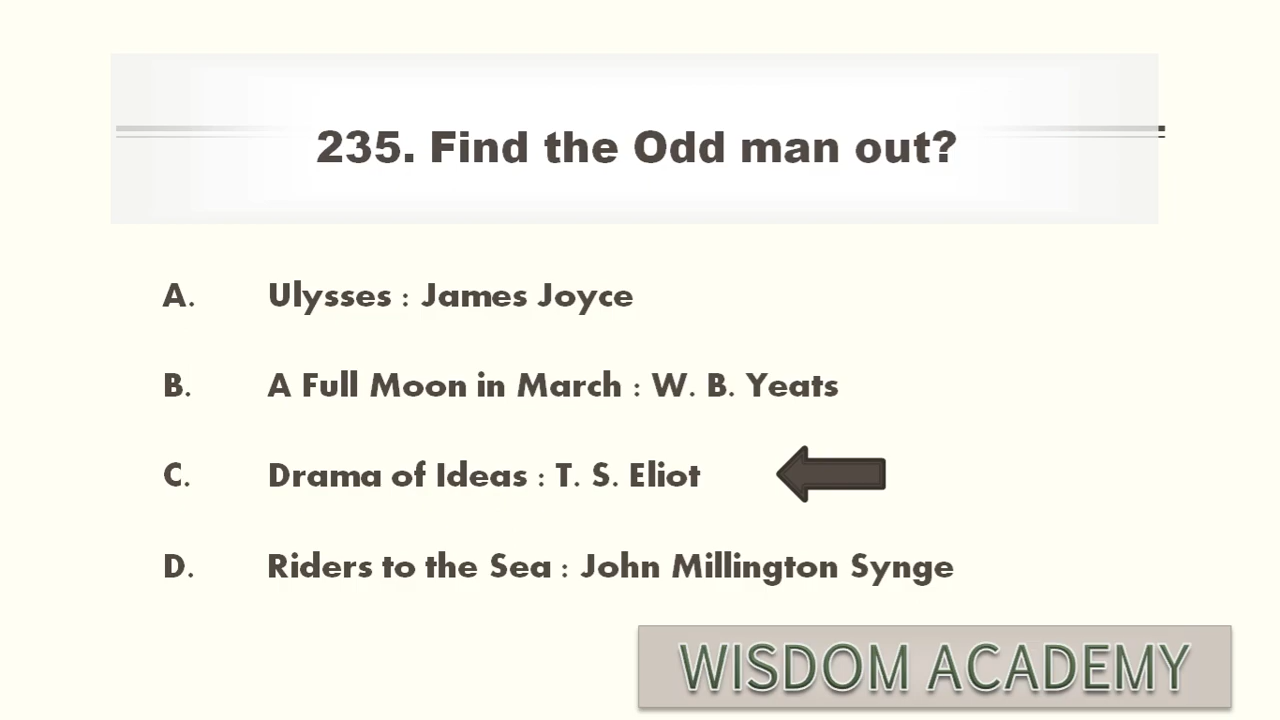 235. Find the Odd man out?
A. Ulysses : James Joyce
B. A Full Moon in March : W. B. Yeats
C. Drama of Ideas : T. S. Eliot
D. Riders to the Sea : John Millington Synge
WISDOM ACADEMY